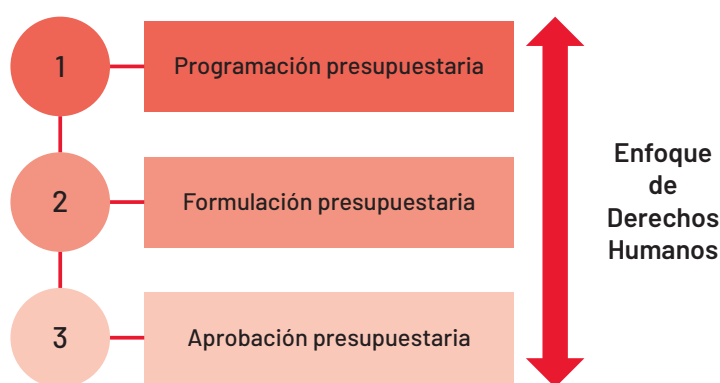 1
Programación presupuestaria
2
Formulación presupuestaria
3
Aprobación presupuestaria
Enfoque
de
Derechos
Humanos